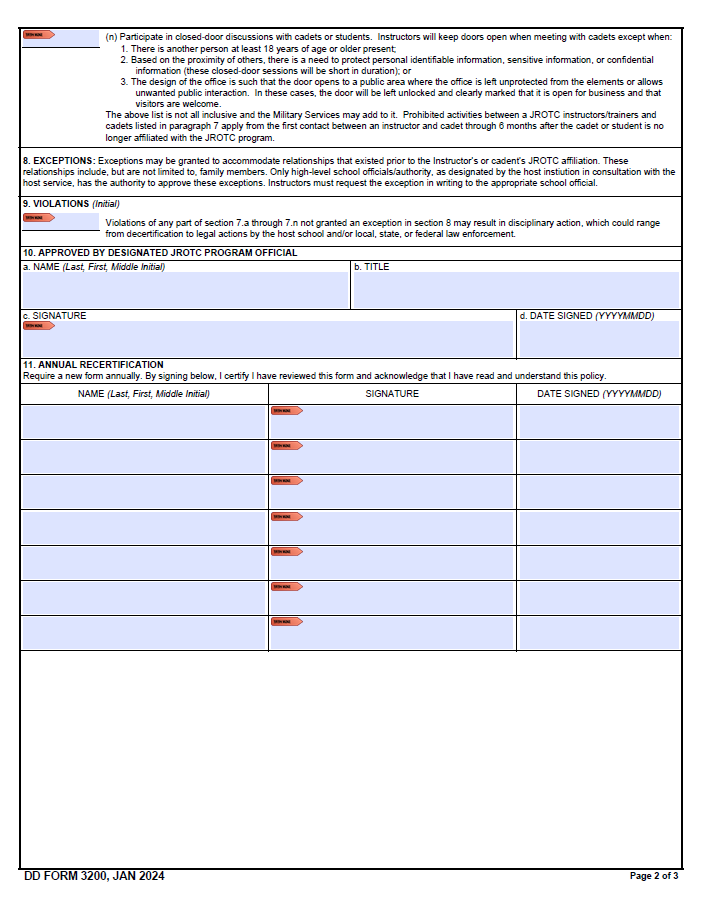 (n) Participate in closed-door discussions with cadets or students. Instructors will keep doors open when meeting with cadets except when:
1. There is another person at least 18 years of age or older present;
2. Based on the proximity of others, there is a need to protect personal identifiable information, sensitive information, or confidential
information (these closed-door sessions will be short in duration); or
3. The design of the office is such that the door opens to a public area where the office is left unprotected from the elements or allows
unwanted public interaction. In these cases, the door will be left unlocked and clearly marked that it is open for business and that
visitors are welcome.
The above list is not all inclusive and the Military Services may add to it. Prohibited activities between a JROTC instructors/trainers and
cadets listed in paragraph 7 apply from the first contact between an instructor and cadet through 6 months after the cadet or student is no
longer affiliated with the JROTC program.
8. EXCEPTIONS: Exceptions may be granted to accommodate relationships that existed prior to the Instructor's or cadent's JROTC affiliation. These
relationships include, but are not limited to, family members. Only high-level school officials/authority, as designated by the host instiution in consultation with the
host service, has the authority to approve these exceptions. Instructors must request the exception in writing to the appropriate school official.
9. VIOLATIONS (Initial)
Violations of any part of section 7.a through 7.n not granted an exception in section 8 may result in disciplinary action, which could range
from decertification to legal actions by the host school and/or local, state, or federal law enforcement.
10. APPROVED BY DESIGNATED JROTC PROGRAM OFFICIAL
a. NAME (Last, First, Middle Initial)
b. TITLE
c. SIGNATURE
d. DATE SIGNED (YYYYMMDD)
11. ANNUAL RECERTIFICATION
Require a new form annually. By signing below, I certify I have reviewed this form and acknowledge that I have read and understand this policy.
NAME (Last, First, Middle Initial)
SIGNATURE
DATE SIGNED (YYYYMMDD)
DD FORM 3200, JAN 2024
Page 2 of 3